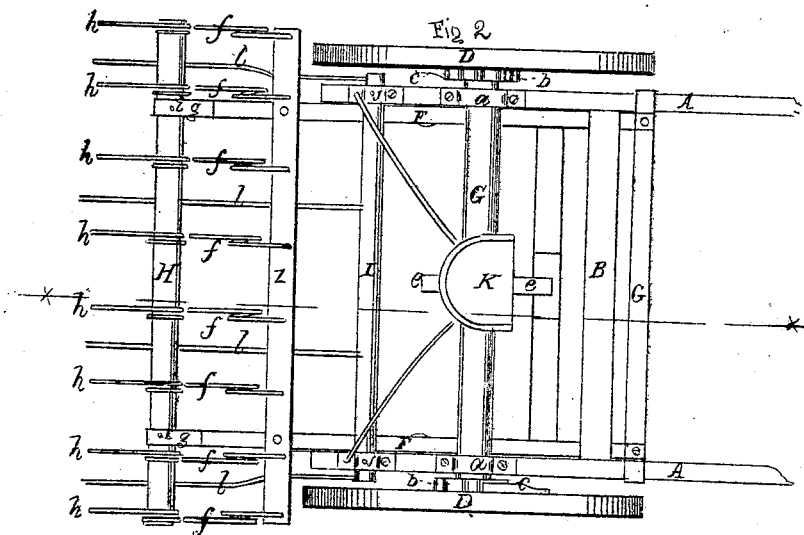 Fig 2
h f D
l
c b
h f v a A
g F
h f
l G
h f
H I I e K e B G
h
f
l
h f
g F
h f v a A
l b c
h f D